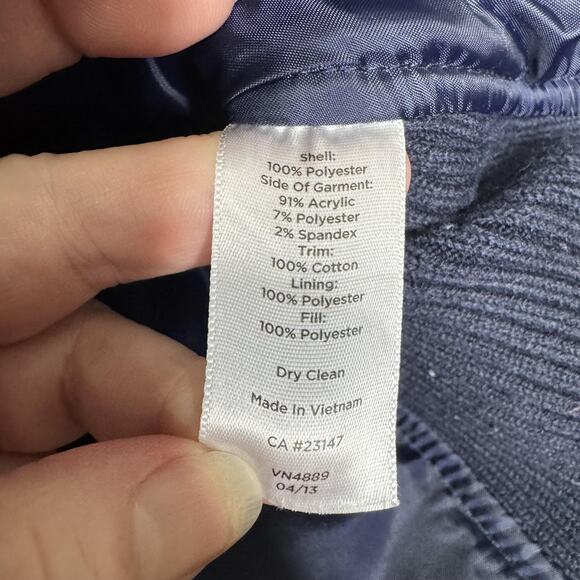 Shell:
100% Polyester
Side Of Garment:
91% Acrylic
7% Polyester
2% Spandex
Trim:
100% Cotton
Lining:
100% Polyester
Fill:
100% Polyester
Dry Clean
Made In Vietnam
CA #23147
VN4889
04/13